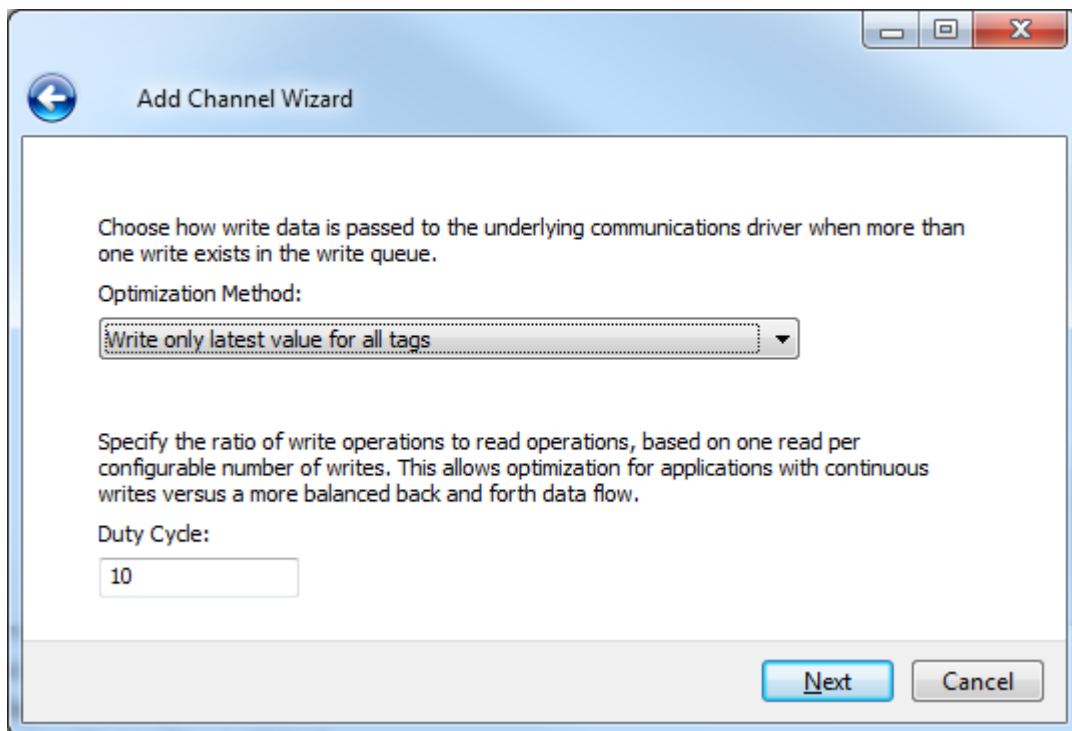 Add Channel Wizard
Choose how write data is passed to the underlying communications driver when more than
one write exists in the write queue.
Optimization Method:
Write only latest value for all tags
Specify the ratio of write operations to read operations, based on one read per
configurable number of writes. This allows optimization for applications with continuous
writes versus a more balanced back and forth data flow.
Duty Cycle:
10
Next Cancel